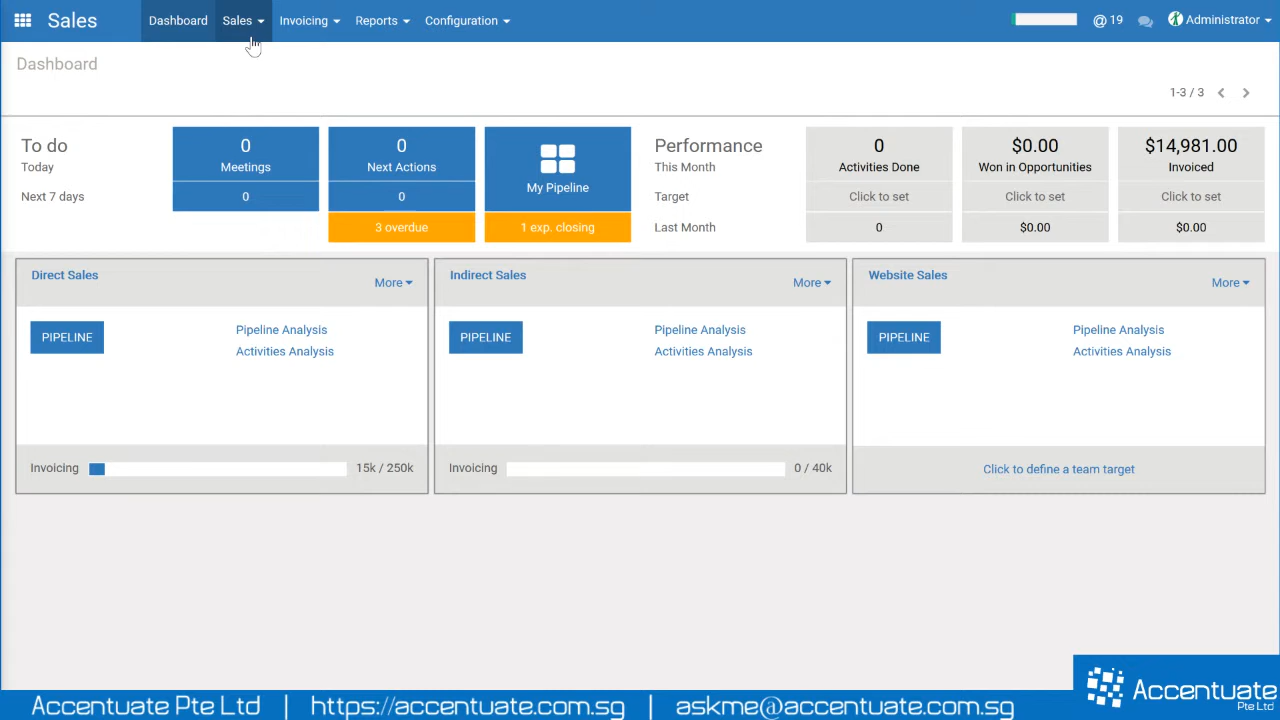 Sales
Dashboard
Sales
Invoicing
Reports
Configuration
@ 19
Administrator
Dashboard
1-3 / 3
To do
Today
Next 7 days
0
Meetings
0
0
Next Actions
0
3 overdue
My Pipeline
1 exp. closing
Performance
This Month
Target
Last Month
0
Activities Done
Click to set
0
$0.00
Won in Opportunities
Click to set
$0.00
$14,981.00
Invoiced
Click to set
$0.00
Direct Sales
More
PIPELINE
Pipeline Analysis
Activities Analysis
Invoicing
15k / 250k
Indirect Sales
More
PIPELINE
Pipeline Analysis
Activities Analysis
Invoicing
0 / 40k
Website Sales
More
PIPELINE
Pipeline Analysis
Activities Analysis
Click to define a team target
Accentuate Pte Ltd | https://accentuate.com.sg | askme@accentuate.com.sg
Accentuate
Pte Ltd